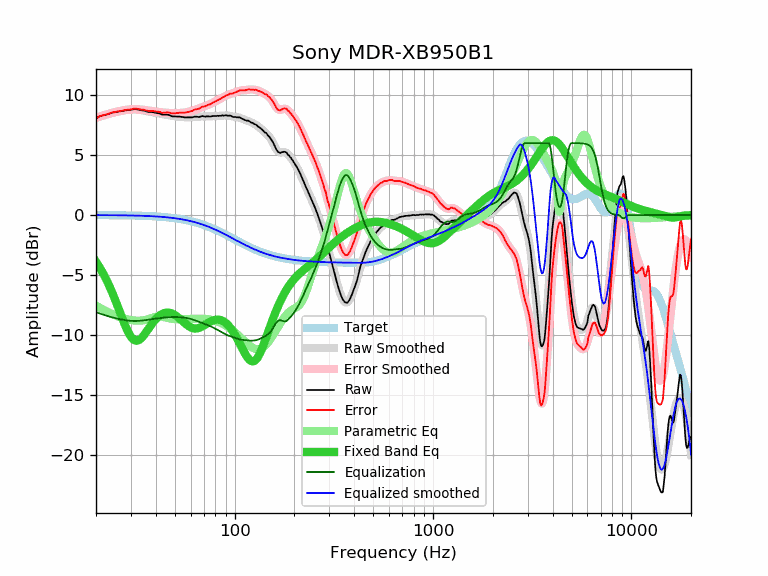 Sony MDR-XB950B1
10
5
0
−5
−10
−15
−20
Amplitude (dBr)
Target
Raw Smoothed
Error Smoothed
Raw
Error
Parametric Eq
Fixed Band Eq
Equalization
Equalized smoothed
100 1000 10000
Frequency (Hz)